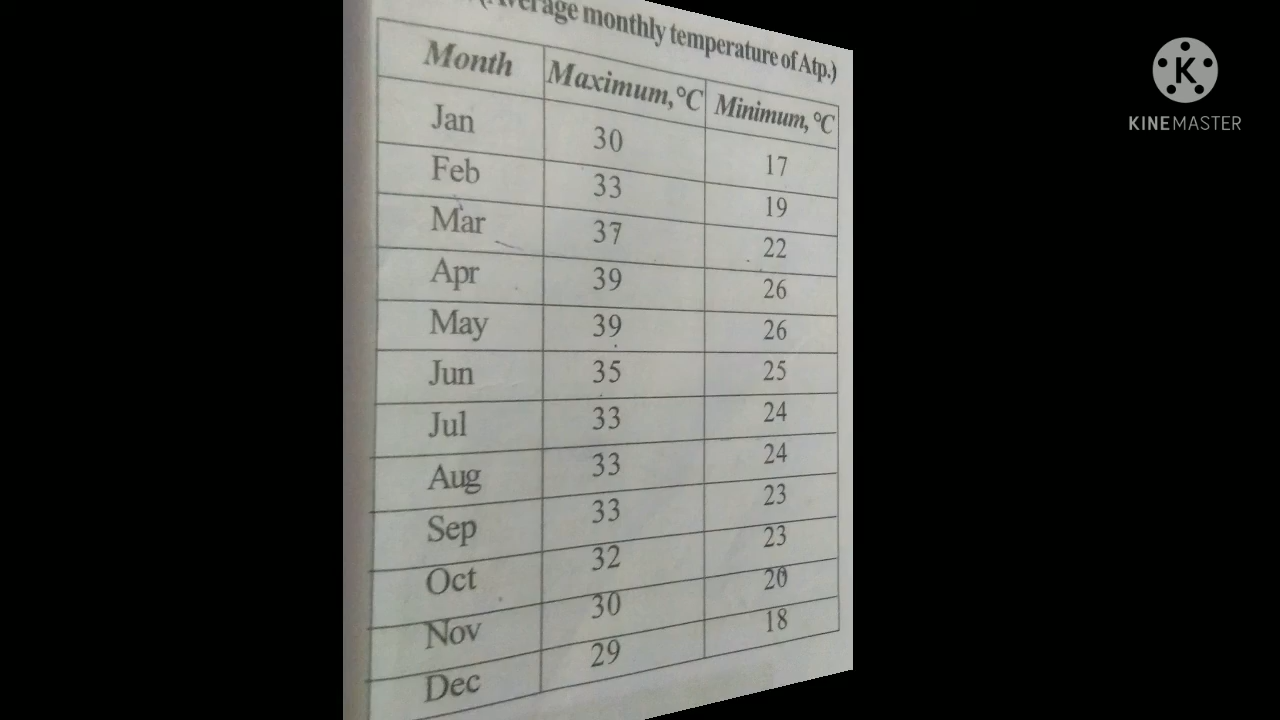 (Average monthly temperature of Atp.)
Month Maximum,°C Minimum, °C
Jan 30 17
Feb 33 19
Mar 37 22
Apr 39 26
May 39 26
Jun 35 25
Jul 33 24
Aug 33 24
Sep 33 23
Oct 32 23
Nov 30 20
Dec 29 18
K
KINEMASTER